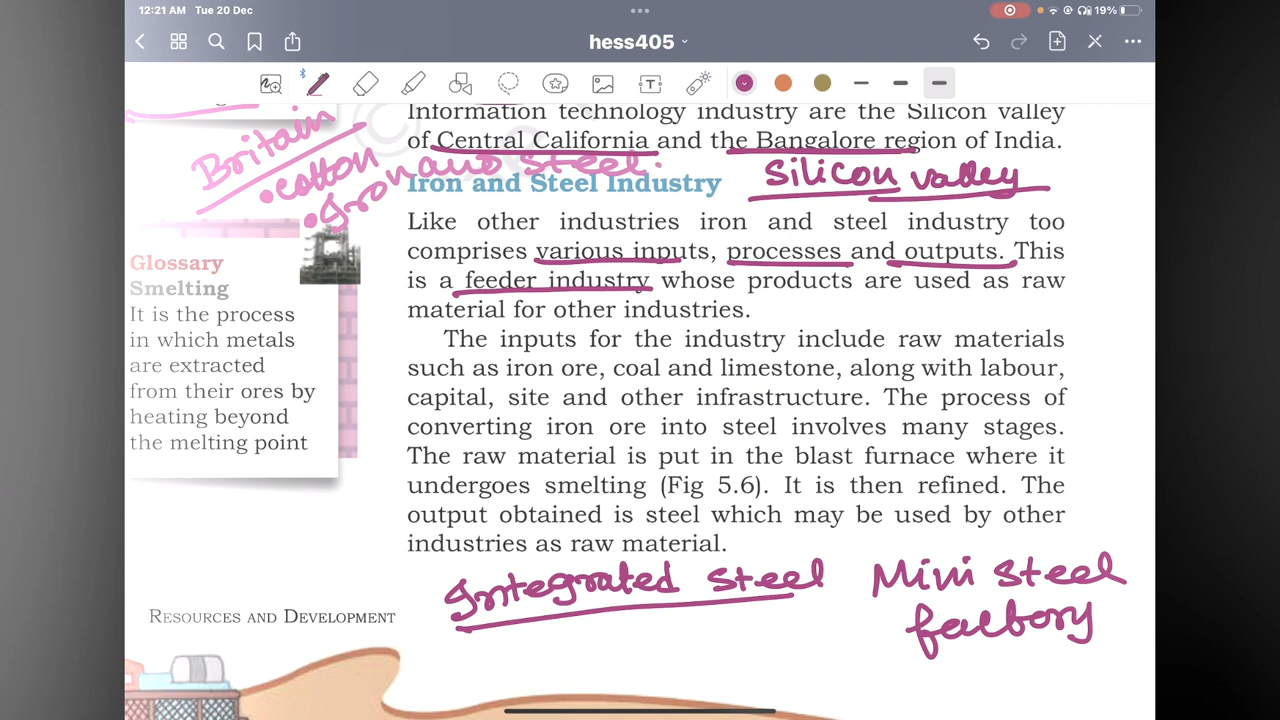 12:21 AM Tue 20 Dec
19%
hess405
Information technology industry are the Silicon valley
of Central California and the Bangalore region of India.
Britain
• cotton
• Iron and Steel.
Iron and Steel Industry
Silicon valley
Like other industries iron and steel industry too
comprises various inputs, processes and outputs. This
is a feeder industry whose products are used as raw
material for other industries.
Glossary
Smelting
It is the process
in which metals
are extracted
from their ores by
heating beyond
the melting point
The inputs for the industry include raw materials
such as iron ore, coal and limestone, along with labour,
capital, site and other infrastructure. The process of
converting iron ore into steel involves many stages.
The raw material is put in the blast furnace where it
undergoes smelting (Fig 5.6). It is then refined. The
output obtained is steel which may be used by other
industries as raw material.
Integrated Steel
Mini Steel
factory
RESOURCES AND DEVELOPMENT